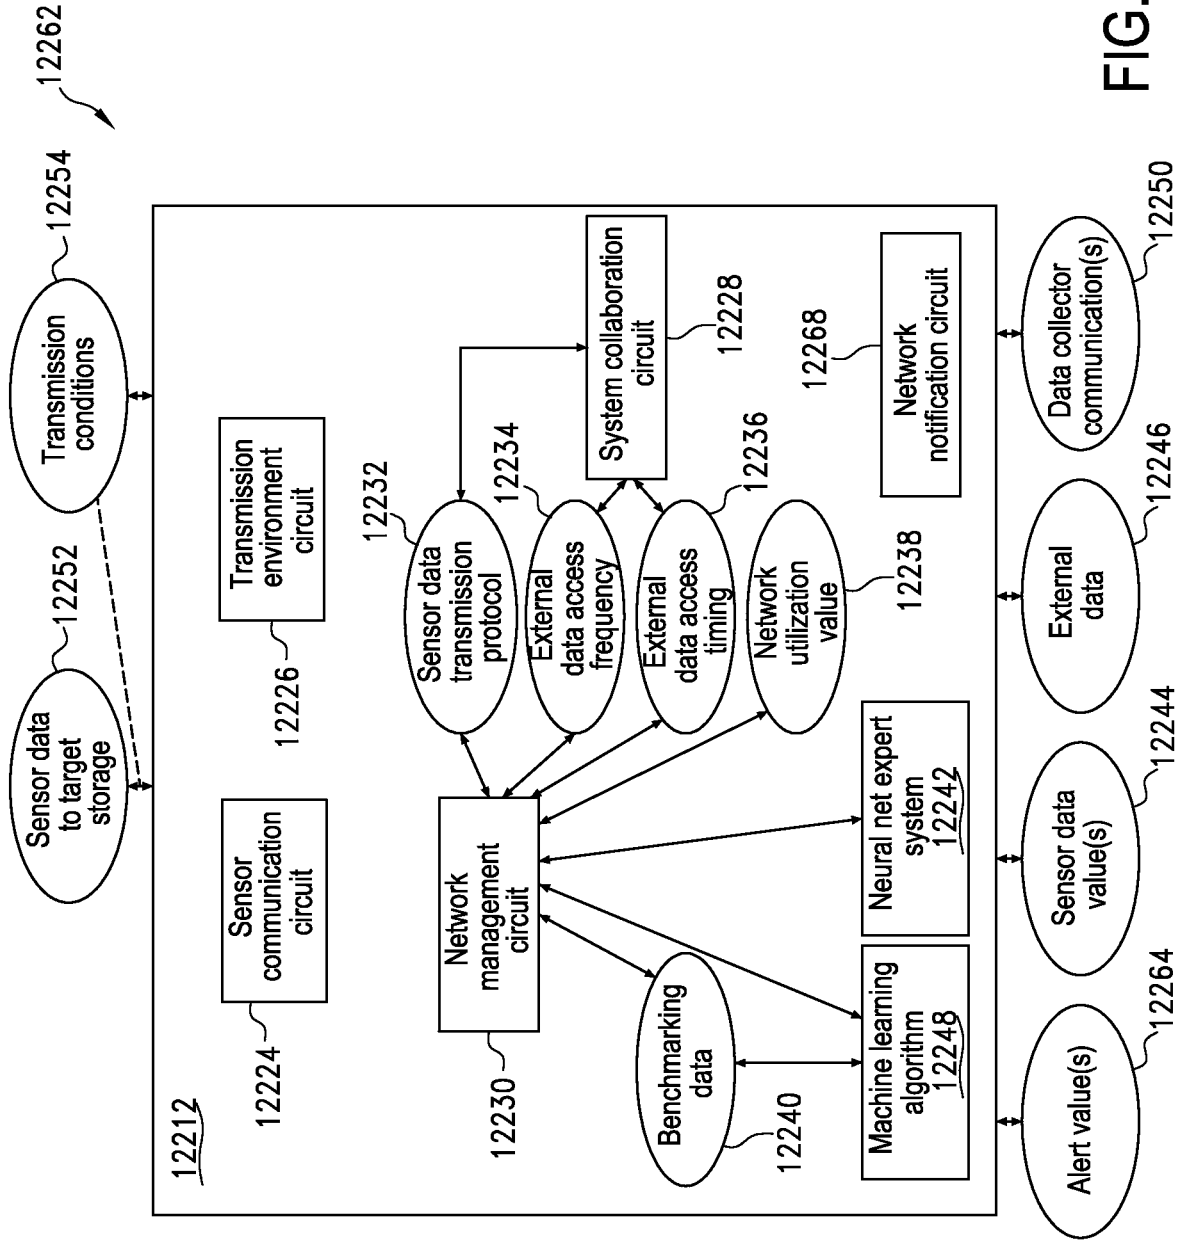 12262
Sensor data
to target
storage
12252
Transmission
conditions
12254
12212
Sensor
communication
circuit
12224
Transmission
environment
circuit
12226
Network
management
circuit
12230
Sensor data
transmission
protocol
12232
External
data access
frequency
12234
External
data access
timing
12236
Network
utilization
value
12238
System collaboration
circuit
12228
Benchmarking
data
12240
Machine learning
algorithm
12248
Neural net expert
system
12242
Network
notification circuit
12268
Alert value(s)
12264
Sensor data
value(s)
12244
External
data
12246
Data collector
communication(s)
12250
FIG.